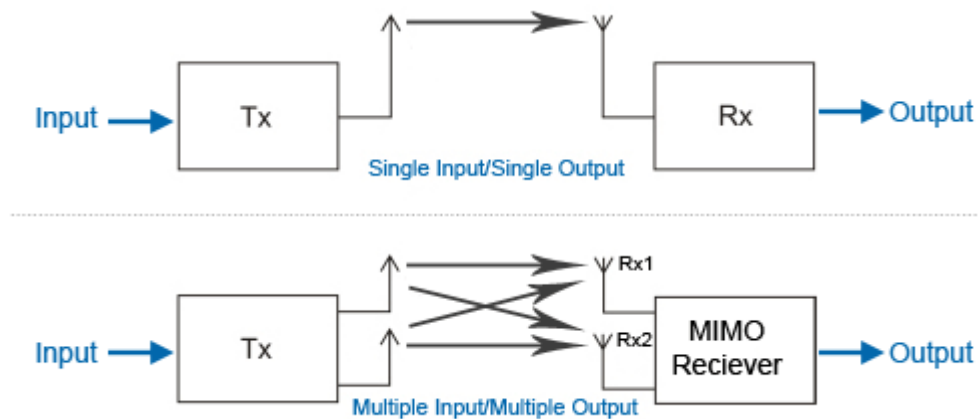 Input
Tx
Rx
Output
Single Input/Single Output
Rx1
Input
Tx
Rx2
MIMO
Reciever
Output
Multiple Input/Multiple Output